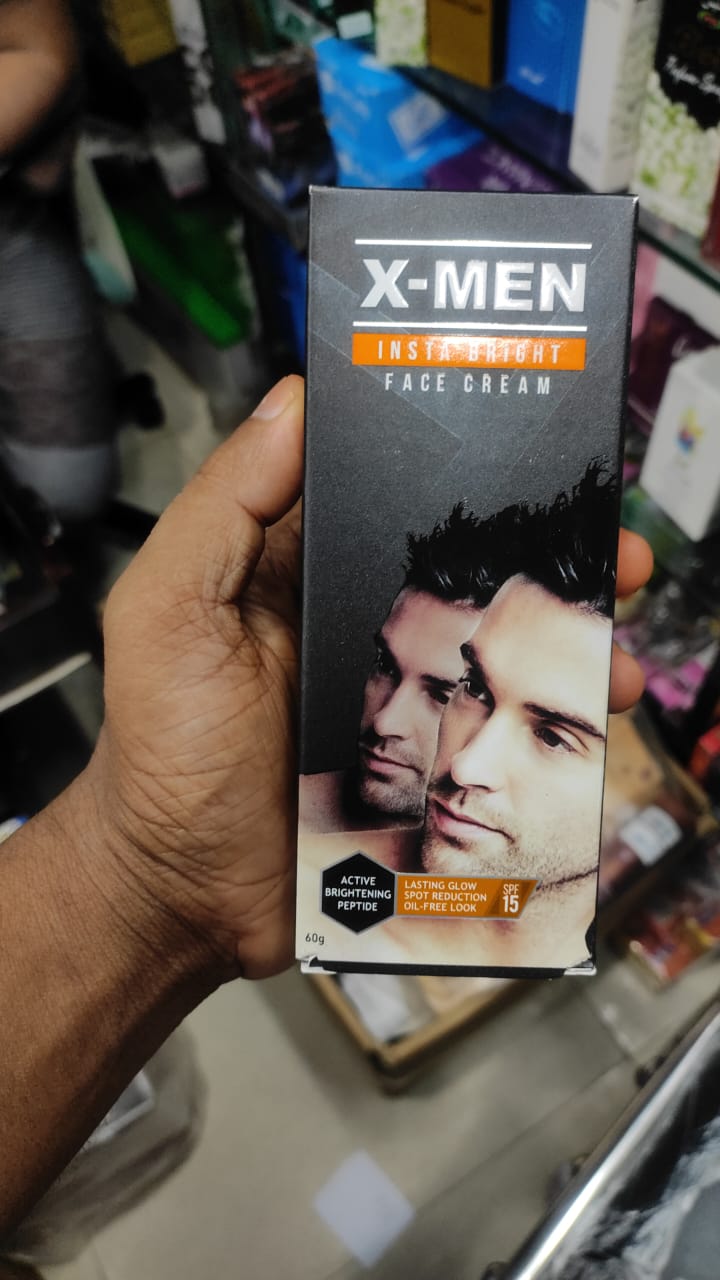 X-MEN
INSTA BRIGHT
FACE CREAM
ACTIVE
BRIGHTENING
PEPTIDE
LASTING GLOW
SPOT REDUCTION
OIL-FREE LOOK
SPF
15
60g